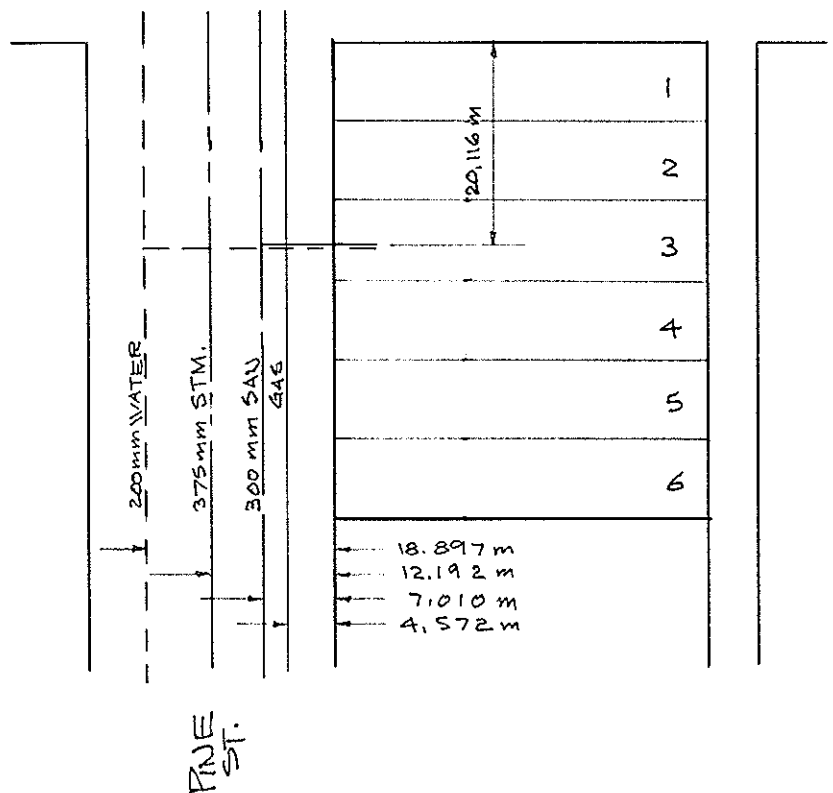 1
2
20,116 m
3
4
5
6
200mm WATER
375mm STM.
300 mm SAN
GAS
18.897 m
12.192 m
7.010 m
4.572 m
PINE
ST.